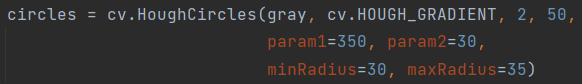 circles = cv.HoughCircles(gray, cv.HOUGH_GRADIENT, 2, 50,
param1=350, param2=30,
minRadius=30, maxRadius=35)